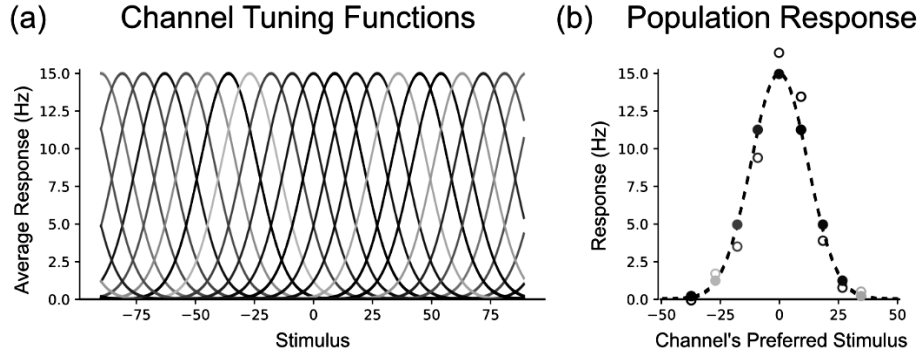 (a) Channel Tuning Functions
Average Response (Hz)
15.0
12.5
10.0
7.5
5.0
2.5
0.0
−75 −50 −25 0 25 50 75
Stimulus
(b) Population Response
Response (Hz)
15.0
12.5
10.0
7.5
5.0
2.5
0.0
−50 −25 0 25 50
Channel's Preferred Stimulus